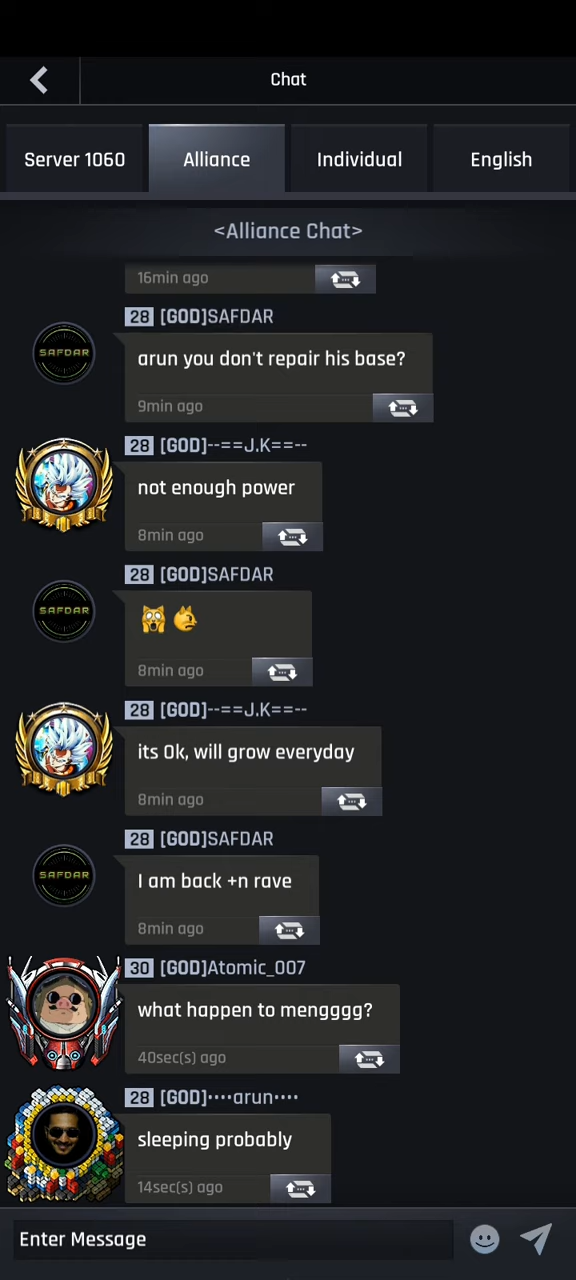 Chat
Server 1060
Alliance
Individual
English
<Alliance Chat>
16min ago
28 [GOD]SAFDAR
SAFDAR
arun you don't repair his base?
9min ago
28 [GOD]--==J.K==--
not enough power
8min ago
28 [GOD]SAFDAR
SAFDAR
🙀 😾
8min ago
28 [GOD]--==J.K==--
its Ok, will grow everyday
8min ago
28 [GOD]SAFDAR
SAFDAR
I am back +n rave
8min ago
30 [GOD]Atomic_007
what happen to mengggg?
40sec(s) ago
28 [GOD]····arun····
sleeping probably
14sec(s) ago
Enter Message